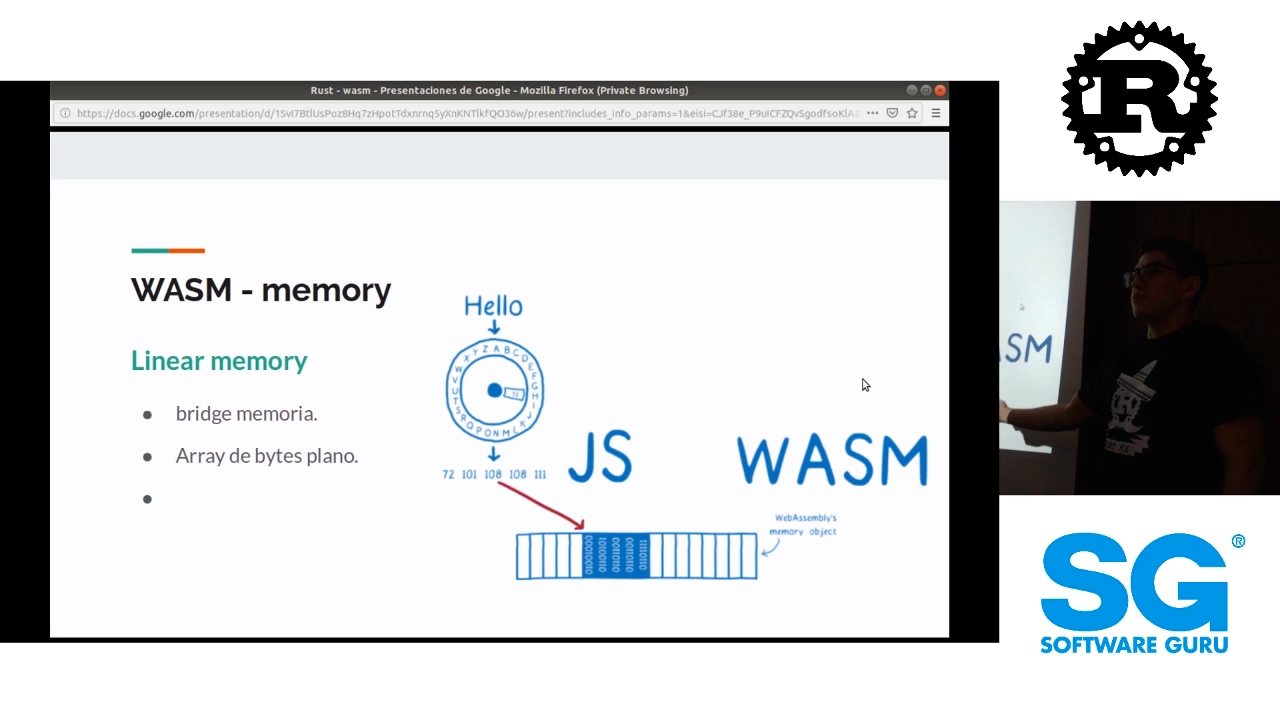 Rust - wasm - Presentaciones de Google - Mozilla Firefox (Private Browsing)
WASM - memory
Linear memory
bridge memoria.
Array de bytes plano.
Hello
A B C D E F G H I J K L M N O P Q R S T U V W X Y Z
72 101 108 108 111
JS
WASM
WebAssembly's
memory object
R
SM
SG®
SOFTWARE GURU